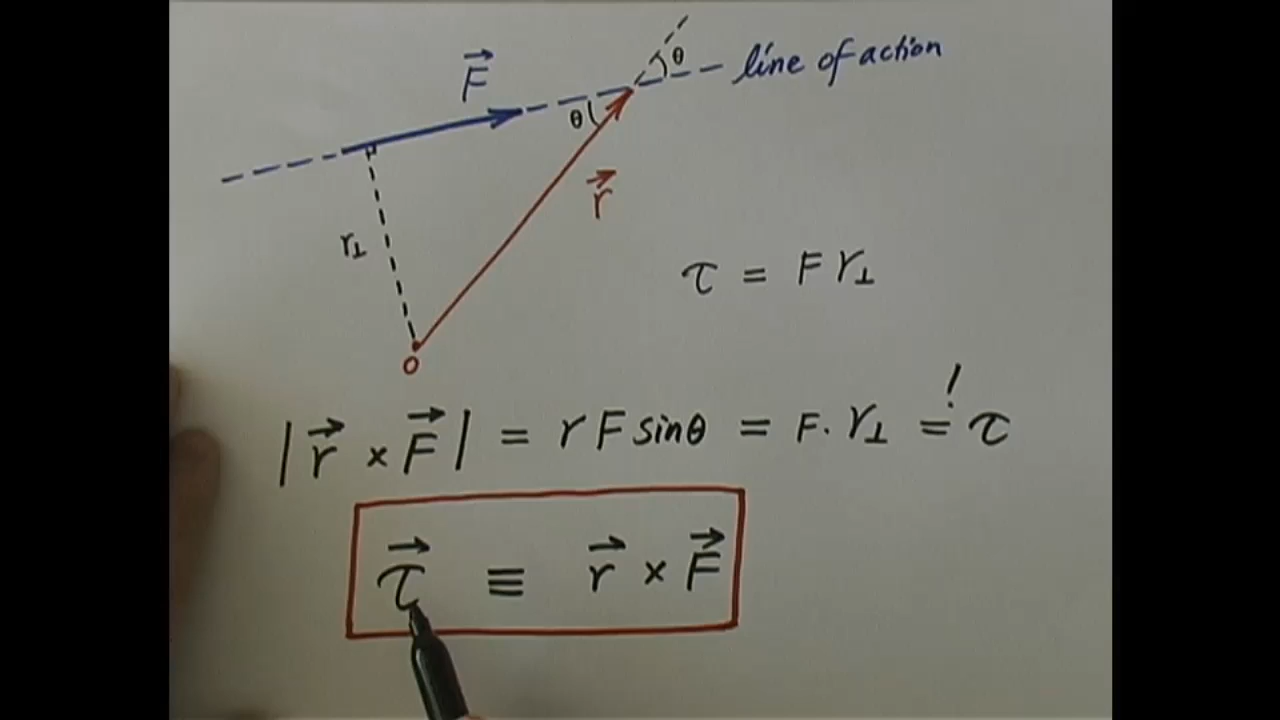 F⃗
θ
line of action
θ
r⃗
r⊥
τ = F r⊥
O
|r⃗ × F⃗| = r F sinθ = F. r⊥ =! τ
τ⃗ ≡ r⃗ × F⃗